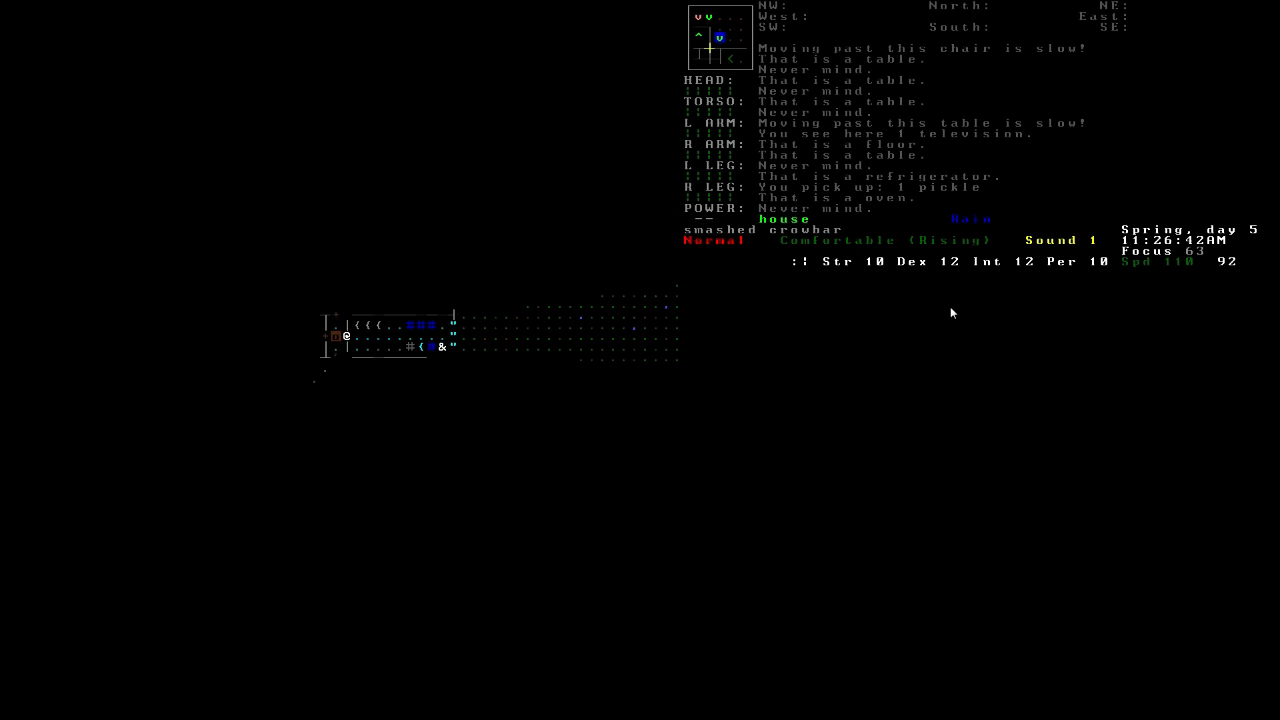 NW: North: NE:
West: East:
SW: South: SE:
Moving past this chair is slow!
That is a table.
Never mind.
HEAD: That is a table.
Never mind.
TORSO: That is a table.
Never mind.
L ARM: Moving past this table is slow!
You see here 1 television.
R ARM: That is a floor.
That is a table.
L LEG: Never mind.
That is a refrigerator.
R LEG: You pick up: 1 pickle
That is a oven.
POWER: Never mind.
-- house Rain
smashed crowbar Spring, day 5
Normal Comfortable (Rising) Sound 1 11:26:42AM
Focus 63
:| Str 10 Dex 12 Int 12 Per 10 Spd 110 92